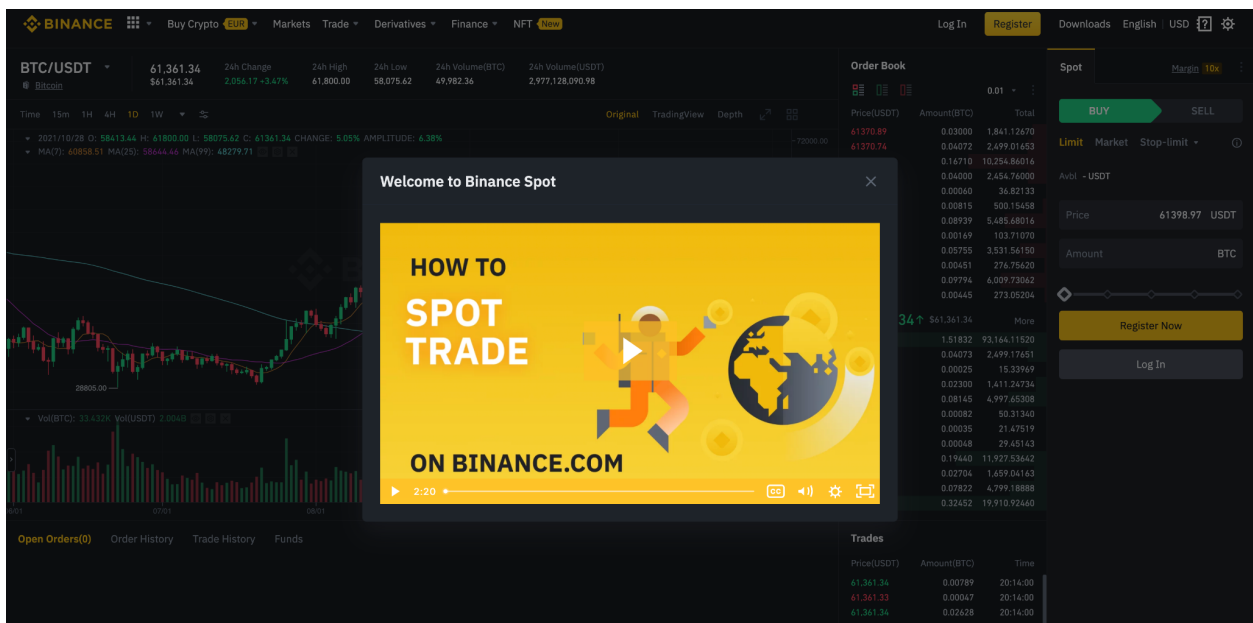 BINANCE Buy Crypto EUR Markets Trade Derivatives Finance NFT New Log In Register Downloads English USD
BTC/USDT
Bitcoin
61,361.34
$61,361.34
24h Change
2,056.17 +3.47%
24h High
61,800.00
24h Low
58,075.62
24h Volume(BTC)
49,982.36
24h Volume(USDT)
2,977,128,090.98
Time 15m 1H 4H 1D 1W
Original TradingView Depth
2021/10/28 O: 58413.44 H: 61800.00 L: 58075.62 C: 61361.34 CHANGE: 5.05% AMPLITUDE: 6.38%
MA(7): 60858.51 MA(25): 58644.46 MA(99): 48279.71
72000.00
28805.00
Vol(BTC): 33.432K Vol(USDT) 2.004B
07/01 08/01
Welcome to Binance Spot
HOW TO
SPOT
TRADE
ON BINANCE.COM
2:20 CC
Open Orders(0) Order History Trade History Funds
Order Book
0.01
Price(USDT) Amount(BTC) Total
61370.89 0.03000 1,841.12670
61370.74 0.04072 2,499.01653
0.16710 10,254.86016
0.04000 2,454.76000
0.00060 36.82133
0.00815 500.15458
0.08939 5,485.68016
0.00169 103.71070
0.05755 3,531.56150
0.00451 276.75620
0.09794 6,009.73062
0.00445 273.05204
34 $61,361.34 More
1.51832 93,164.11520
0.04073 2,499.17651
0.00025 15.33969
0.02300 1,411.24734
0.08145 4,997.65308
0.00082 50.31340
0.00035 21.47519
0.00048 29.45143
0.19440 11,927.53642
0.02704 1,659.04163
0.07822 4,799.18888
0.32452 19,910.92460
Trades
Price(USDT) Amount(BTC) Time
61,361.34 0.00789 20:14:00
61,361.33 0.00047 20:14:00
61,361.34 0.02628 20:14:00
Spot Margin 10x
BUY SELL
Limit Market Stop-limit
Avbl - USDT
Price 61398.97 USDT
Amount BTC
Register Now
Log In